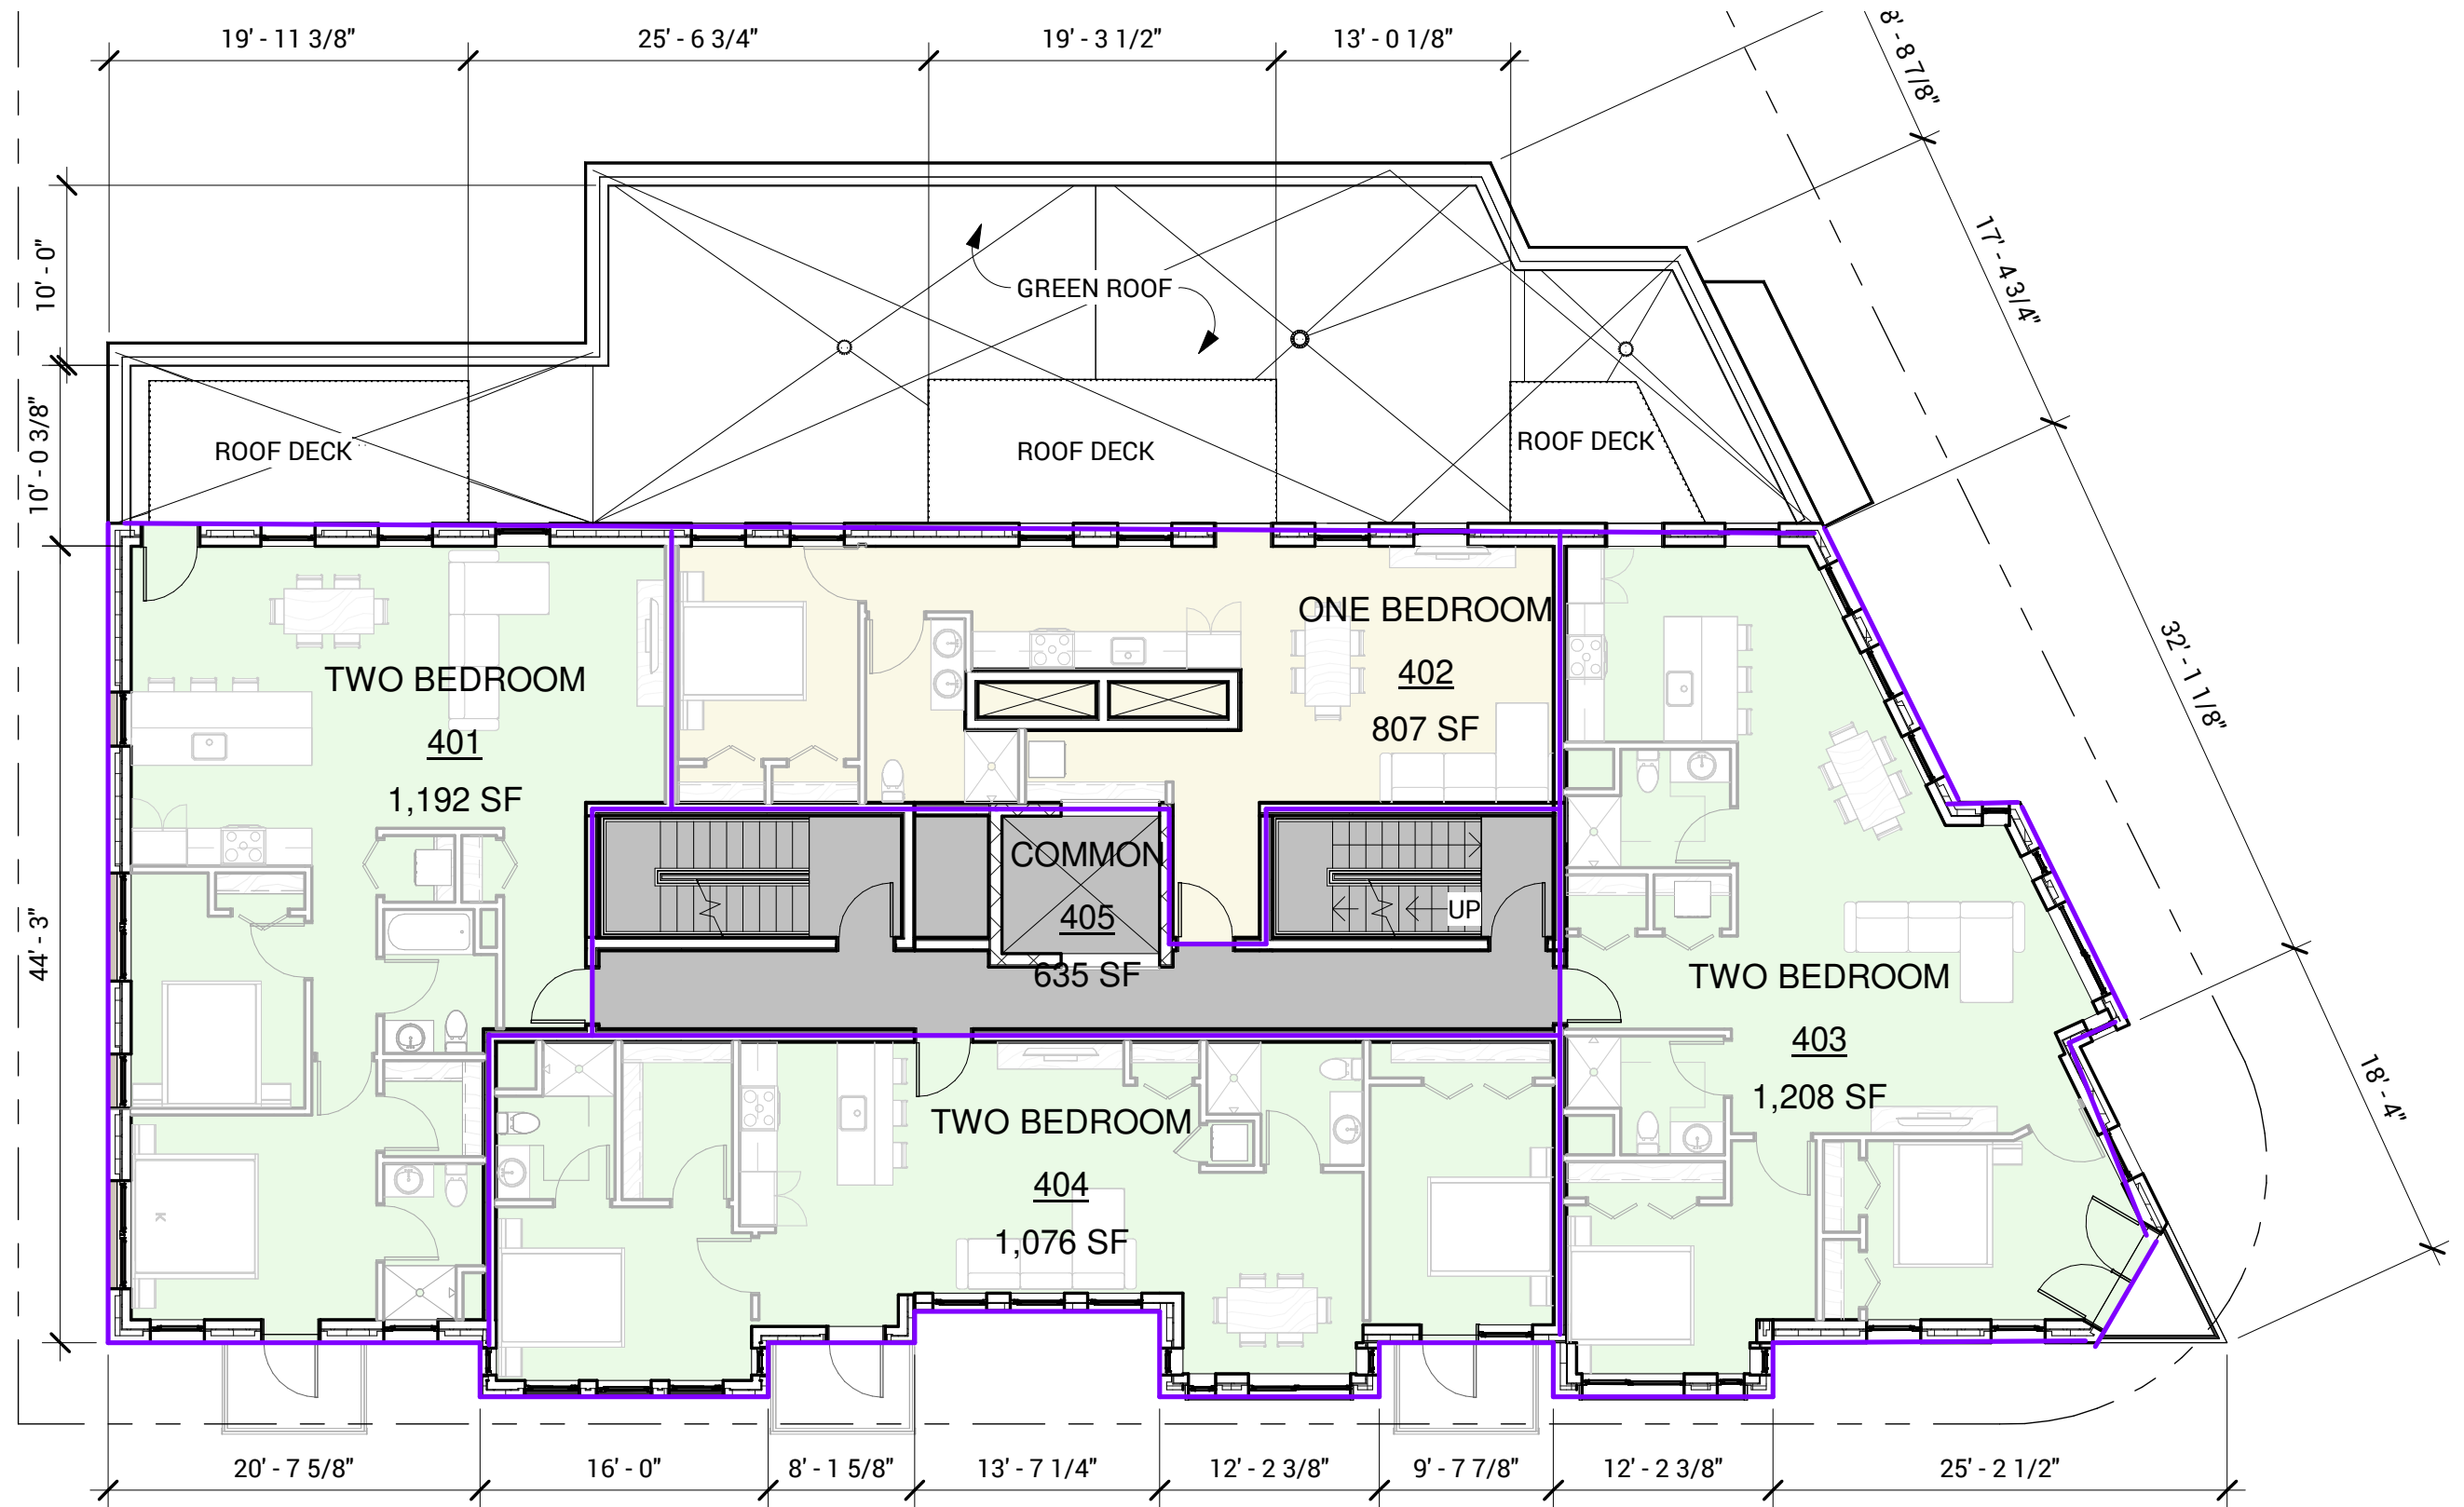 19' - 11 3/8"
25' - 6 3/4"
19' - 3 1/2"
13' - 0 1/8"
8' - 8 7/8"
17' - 4 3/4"
32' - 1 1/8"
18' - 4"
10' - 0"
10' - 0 3/8"
44' - 3"
GREEN ROOF
ROOF DECK
ROOF DECK
ROOF DECK
TWO BEDROOM
401
1,192 SF
ONE BEDROOM
402
807 SF
COMMON
405
635 SF
UP
TWO BEDROOM
403
1,208 SF
TWO BEDROOM
404
1,076 SF
K
20' - 7 5/8"
16' - 0"
8' - 1 5/8"
13' - 7 1/4"
12' - 2 3/8"
9' - 7 7/8"
12' - 2 3/8"
25' - 2 1/2"